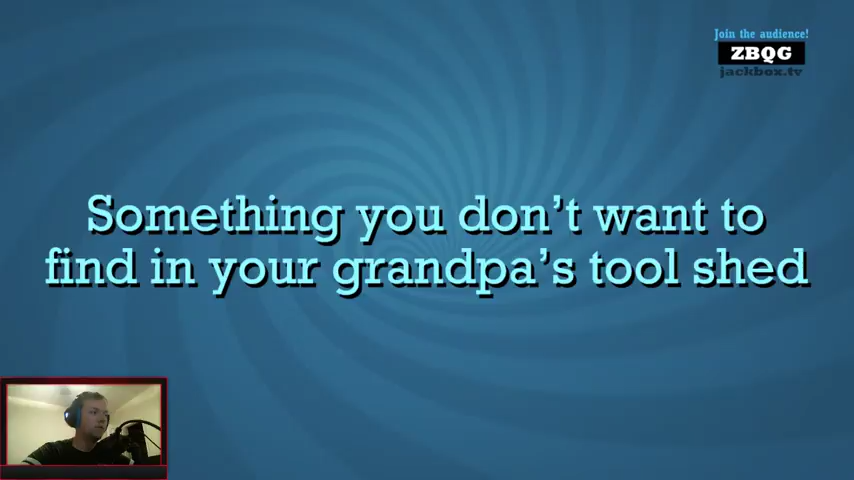 Join the audience!
ZBQG
jackbox.tv
Something you don't want to
find in your grandpa's tool shed